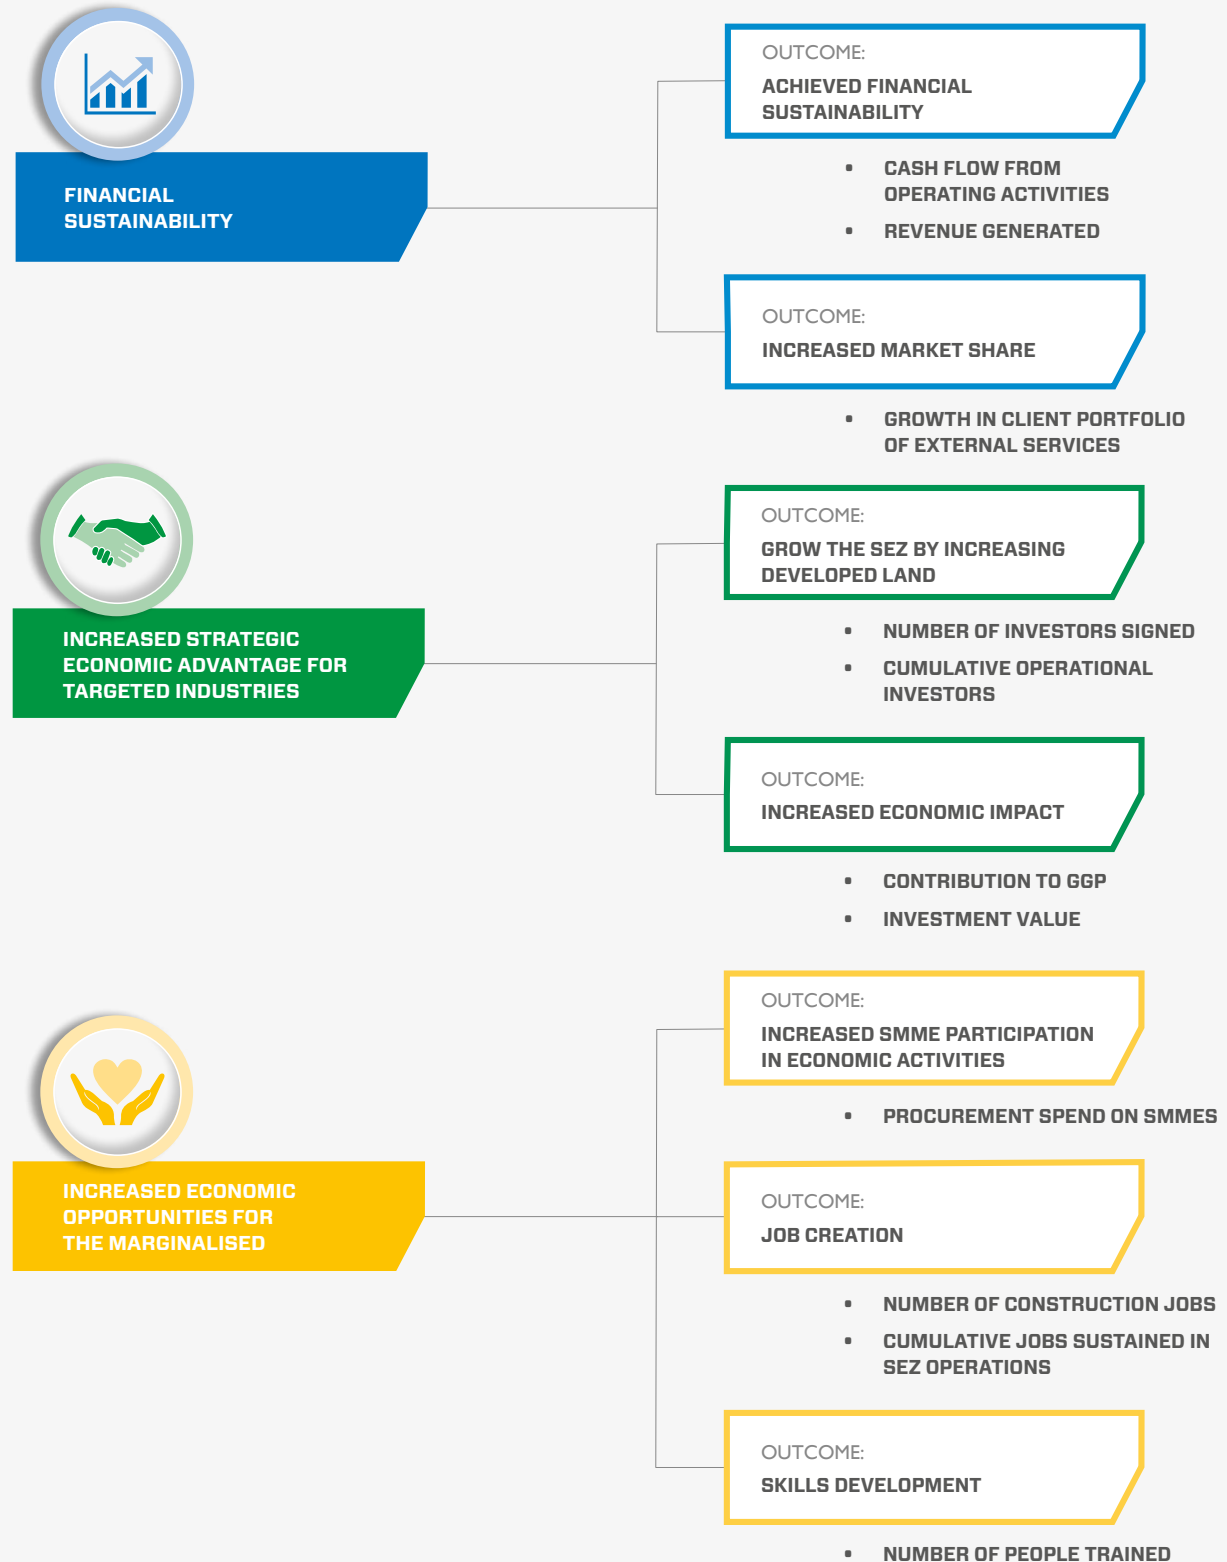 FINANCIAL
SUSTAINABILITY
OUTCOME:
ACHIEVED FINANCIAL
SUSTAINABILITY
• CASH FLOW FROM
OPERATING ACTIVITIES
• REVENUE GENERATED
OUTCOME:
INCREASED MARKET SHARE
• GROWTH IN CLIENT PORTFOLIO
OF EXTERNAL SERVICES
INCREASED STRATEGIC
ECONOMIC ADVANTAGE FOR
TARGETED INDUSTRIES
OUTCOME:
GROW THE SEZ BY INCREASING
DEVELOPED LAND
• NUMBER OF INVESTORS SIGNED
• CUMULATIVE OPERATIONAL
INVESTORS
OUTCOME:
INCREASED ECONOMIC IMPACT
• CONTRIBUTION TO GGP
• INVESTMENT VALUE
INCREASED ECONOMIC
OPPORTUNITIES FOR
THE MARGINALISED
OUTCOME:
INCREASED SMME PARTICIPATION
IN ECONOMIC ACTIVITIES
• PROCUREMENT SPEND ON SMMES
OUTCOME:
JOB CREATION
• NUMBER OF CONSTRUCTION JOBS
• CUMULATIVE JOBS SUSTAINED IN
SEZ OPERATIONS
OUTCOME:
SKILLS DEVELOPMENT
• NUMBER OF PEOPLE TRAINED